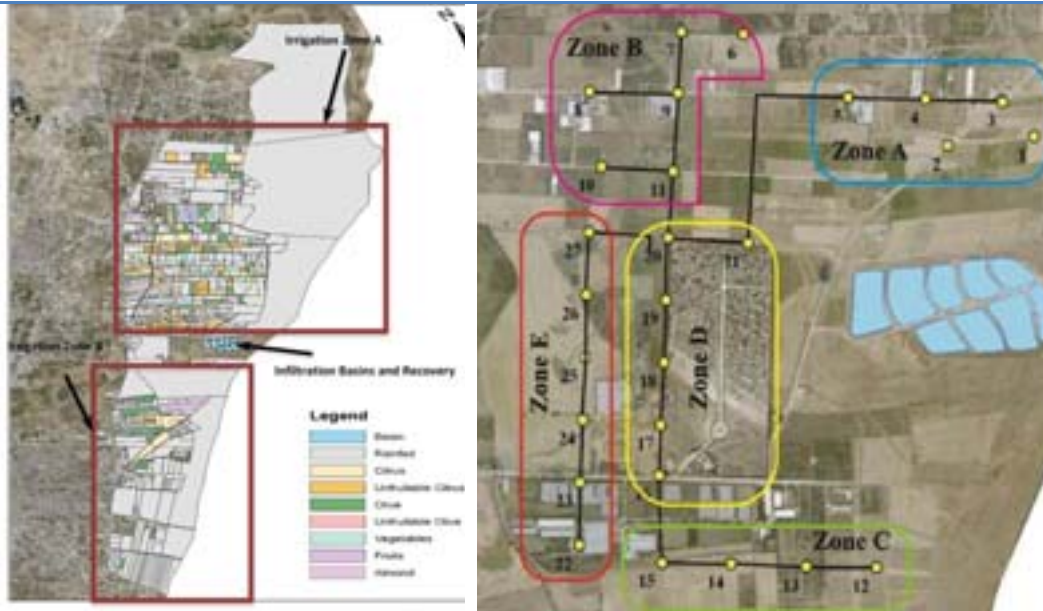 Irrigation Zone A
Irrigation Zone B
Infiltration Basins and Recovery
Legend
Basin
Rainfed
Citrus
Unfruitable Citrus
Olive
Unfruitable Olive
Vegetables
Fruits
Almond
Zone B
7
6
8
9
10
11
Zone A
5
4
3
2
1
Zone E
27
26
25
24
22
Zone D
20
21
19
18
17
Zone C
15
14
13
12